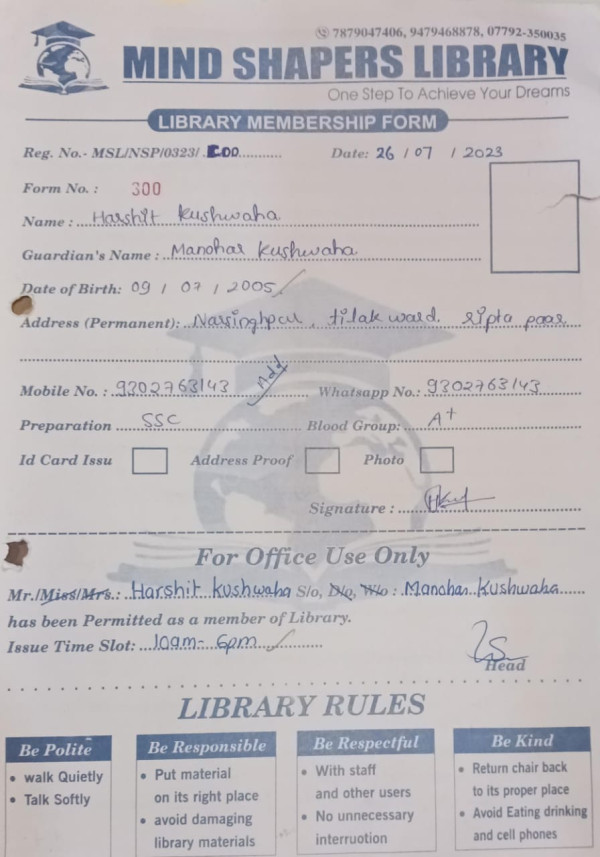 7879047406, 9479468878, 07792-350035
MIND SHAPERS LIBRARY
One Step To Achieve Your Dreams
LIBRARY MEMBERSHIP FORM
Reg. No.- MSL/NSP/0323/ Date: 26 / 07 / 2023
Form No. : 300
Name : Harshit Kushwaha
Guardian's Name : Manohar Kushwaha
Date of Birth: 09 / 07 / 2005
Address (Permanent): Narsinghpur, tilak ward. sipta paar
Mobile No. : 9302763143 Add Whatsapp No.: 9302763143
Preparation SSC Blood Group: A+
Id Card Issu Address Proof Photo
Signature :
For Office Use Only
Mr./Miss/Mrs.: Harshit Kushwaha S/o, D/o, W/o : Manohar Kushwaha
has been Permitted as a member of Library.
Issue Time Slot: 10am- 6pm
Head
LIBRARY RULES
Be Polite
• walk Quietly
• Talk Softly
Be Responsible
• Put material
on its right place
• avoid damaging
library materials
Be Respectful
• With staff
and other users
• No unnecessary
interruotion
Be Kind
• Return chair back
to its proper place
• Avoid Eating drinking
and cell phones